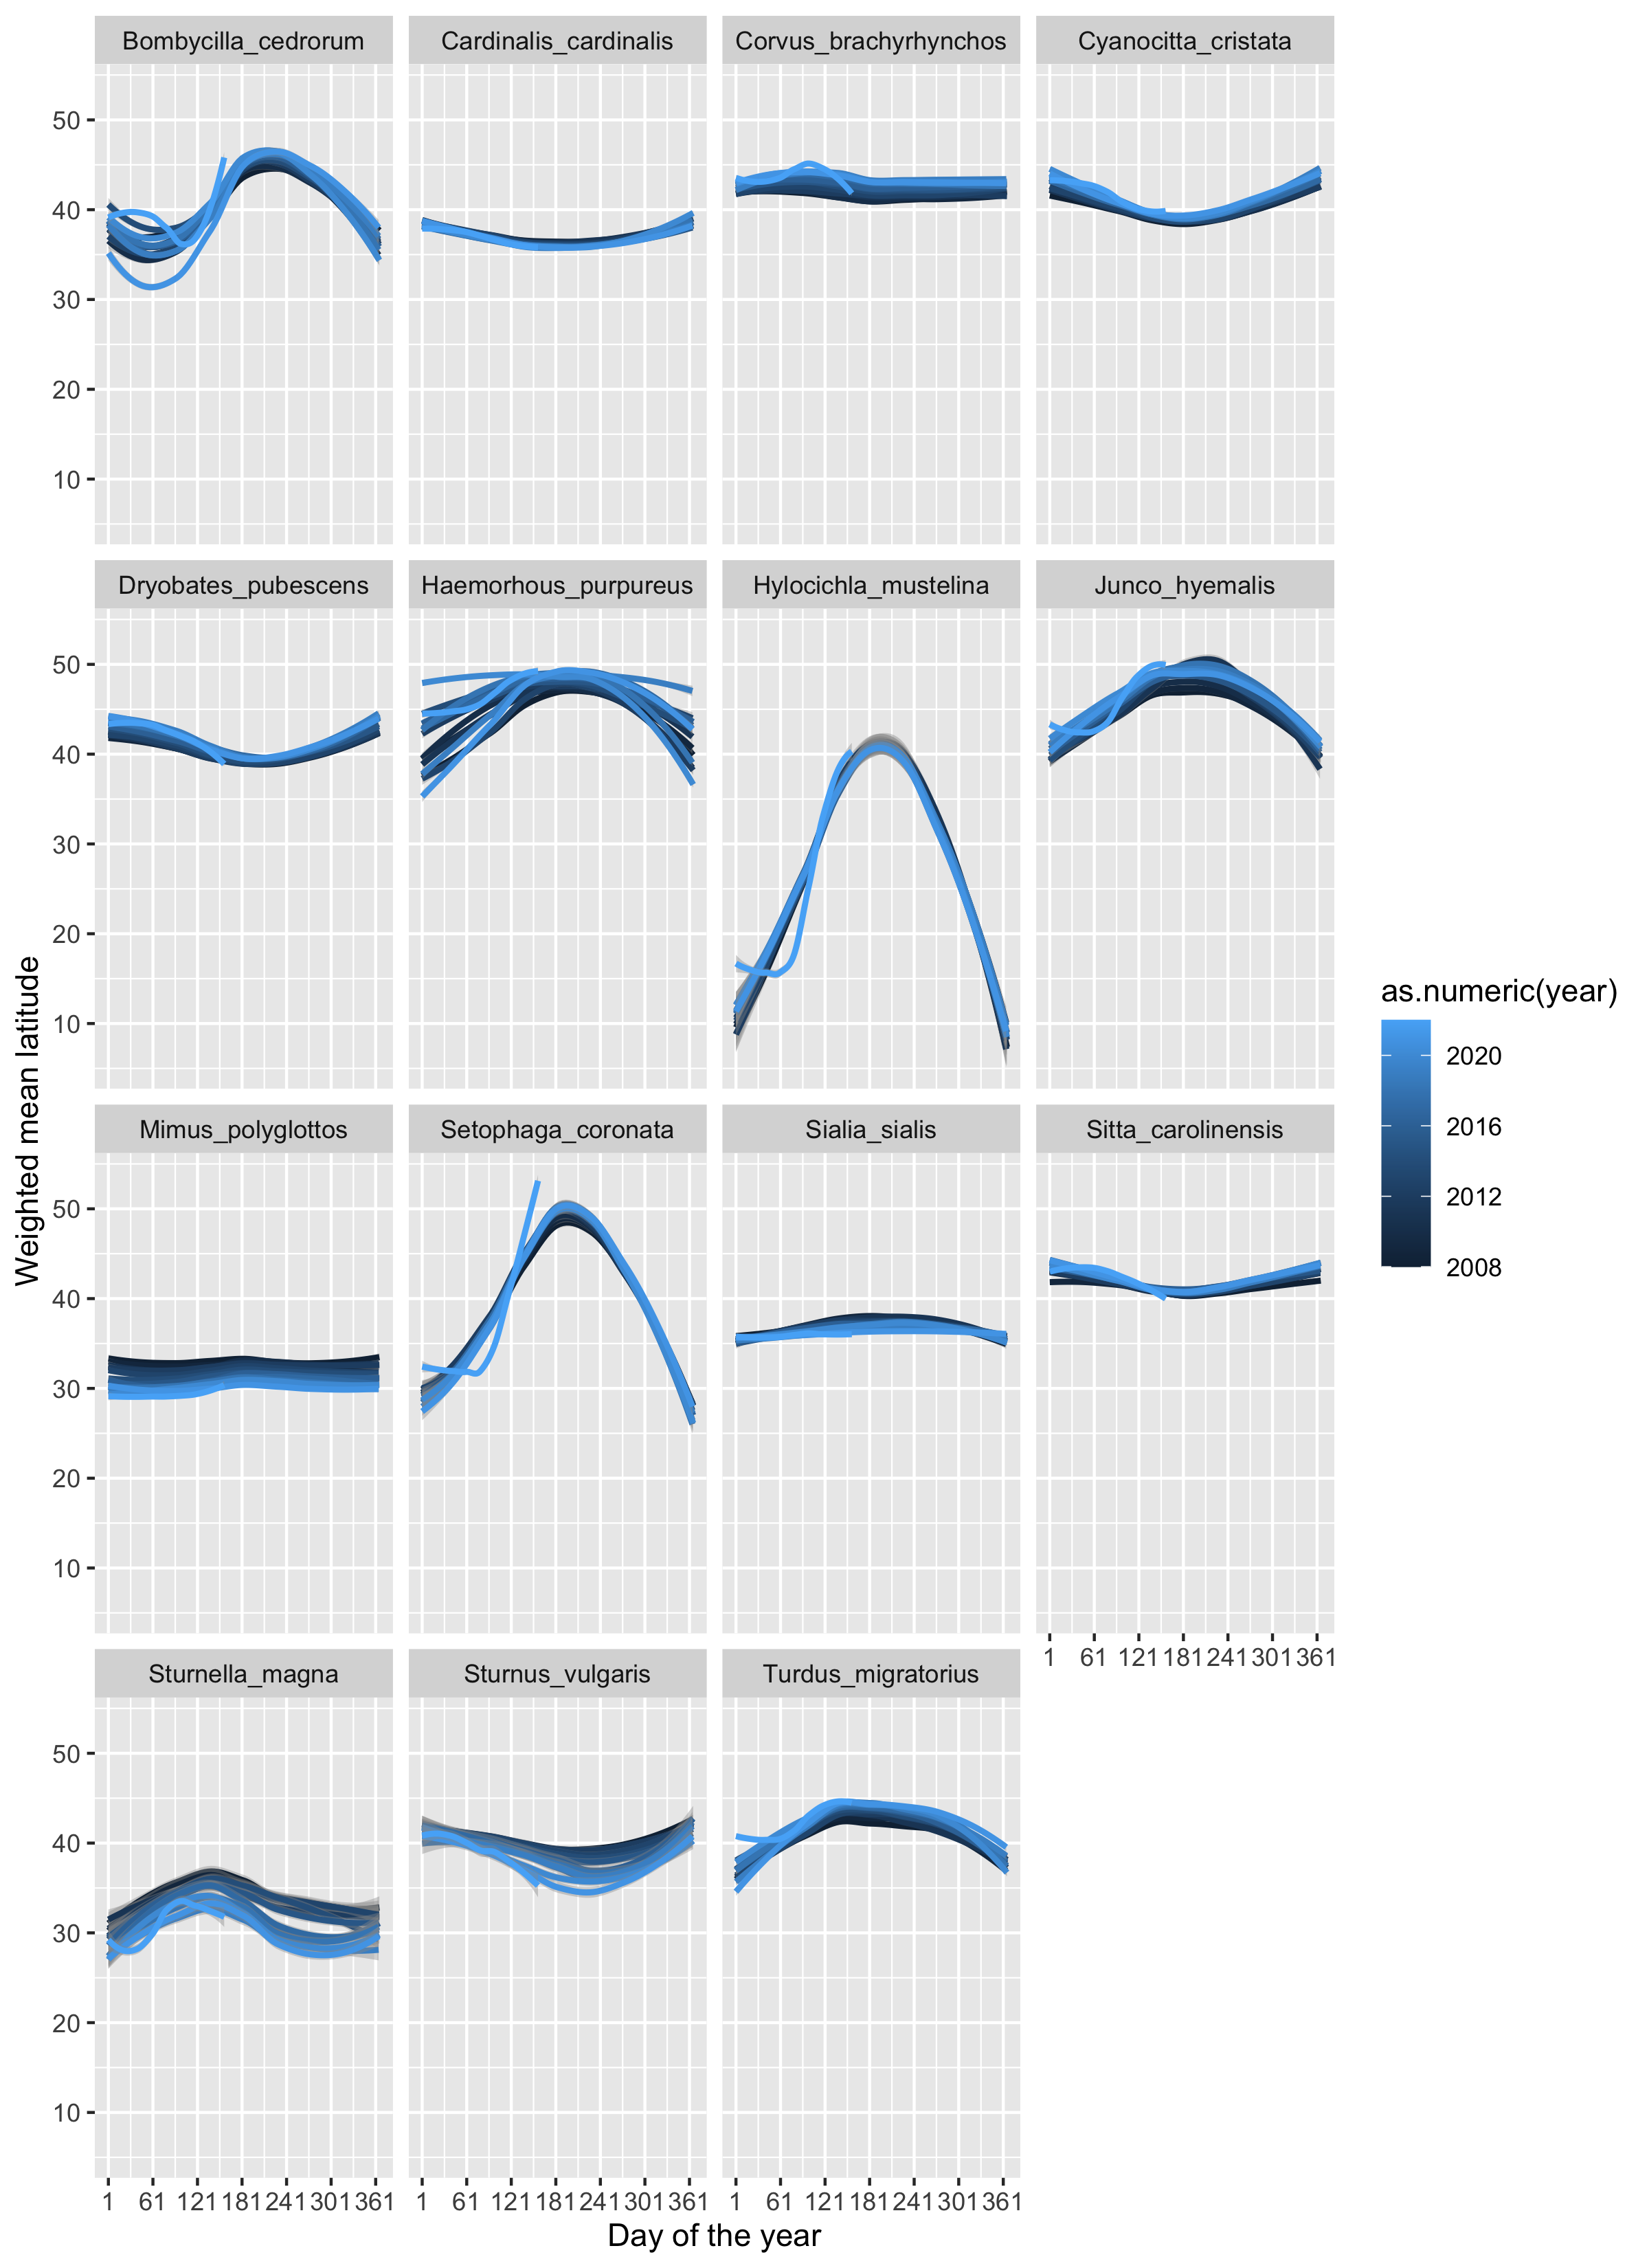 Bombycilla_cedrorum Cardinalis_cardinalis Corvus_brachyrhynchos Cyanocitta_cristata
50
40
30
20
10
Dryobates_pubescens Haemorhous_purpureus Hylocichla_mustelina Junco_hyemalis
50
40
30
20
10
Mimus_polyglottos Setophaga_coronata Sialia_sialis Sitta_carolinensis
50
40
30
20
10
1 61 121 181 241 301 361
Sturnella_magna Sturnus_vulgaris Turdus_migratorius
50
40
30
20
10
1 61 121 181 241 301 361 1 61 121 181 241 301 361 1 61 121 181 241 301 361
Day of the year
Weighted mean latitude
as.numeric(year)
2020
2016
2012
2008